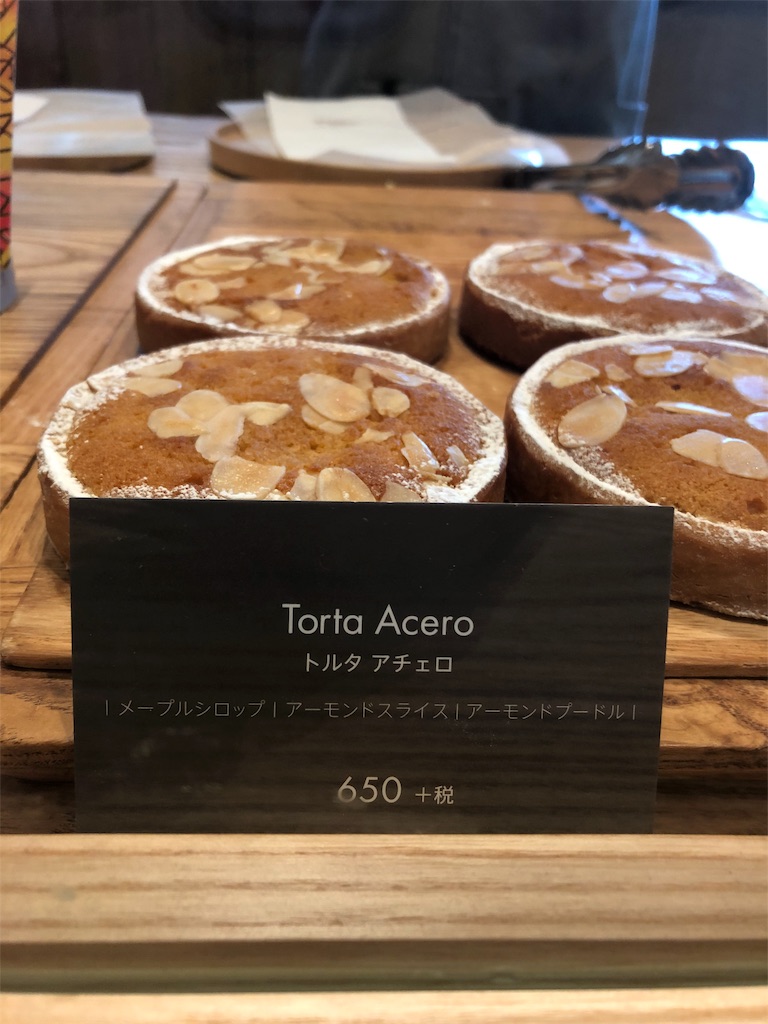 Torta Acero
トルタ アチェロ
| メープルシロップ | アーモンドスライス | アーモンドプードル |
650 +税